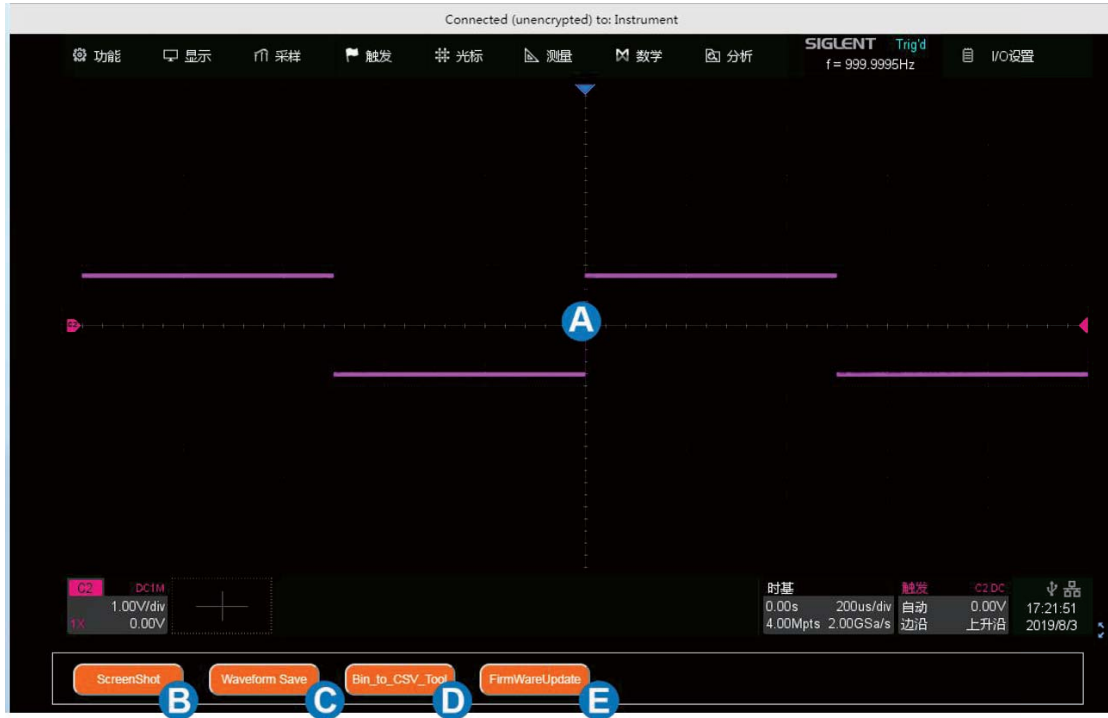 Connected (unencrypted) to: Instrument
功能 显示 采样 触发 光标 测量 数学 分析 SIGLENT Trig'd I/O设置
f = 999.9995Hz
A
C2 DC1M 时基 触发 C2 DC
1.00V/div 0.00s 200us/div 自动 0.00V 17:21:51
1X 0.00V 4.00Mpts 2.00GSa/s 边沿 上升沿 2019/8/3
ScreenShot Waveform Save Bin_to_CSV_Tool FirmWareUpdate
B C D E